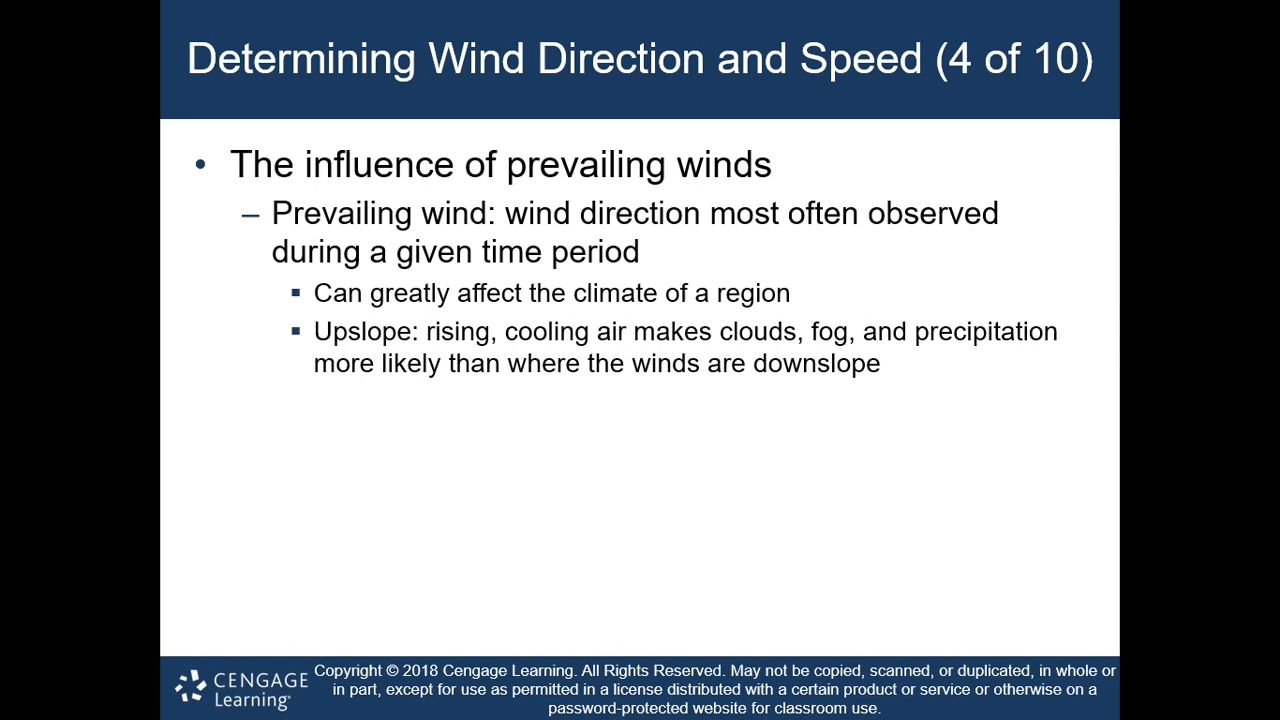 Determining Wind Direction and Speed (4 of 10)
• The influence of prevailing winds
– Prevailing wind: wind direction most often observed
during a given time period
▪ Can greatly affect the climate of a region
▪ Upslope: rising, cooling air makes clouds, fog, and precipitation
more likely than where the winds are downslope
CENGAGE
Learning®
Copyright © 2018 Cengage Learning. All Rights Reserved. May not be copied, scanned, or duplicated, in whole or
in part, except for use as permitted in a license distributed with a certain product or service or otherwise on a
password-protected website for classroom use.